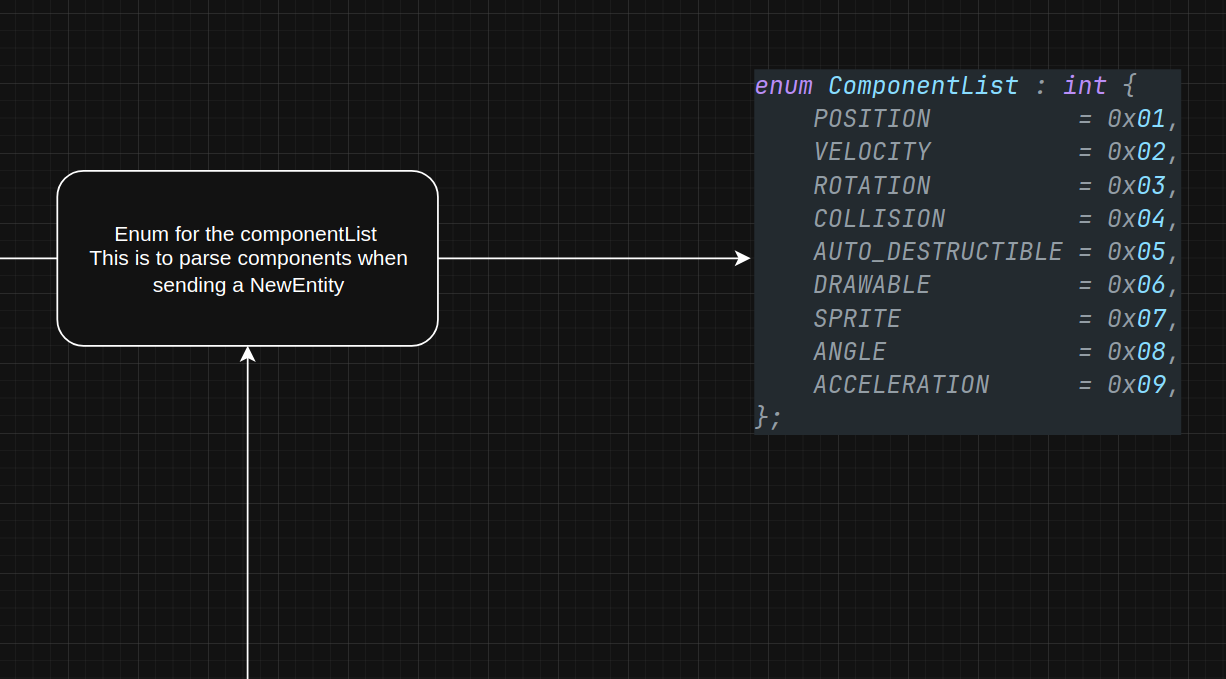 Enum for the componentList
This is to parse components when
sending a NewEntity
enum ComponentList : int {
    POSITION          = 0x01,
    VELOCITY          = 0x02,
    ROTATION          = 0x03,
    COLLISION         = 0x04,
    AUTO_DESTRUCTIBLE = 0x05,
    DRAWABLE          = 0x06,
    SPRITE            = 0x07,
    ANGLE             = 0x08,
    ACCELERATION      = 0x09,
};